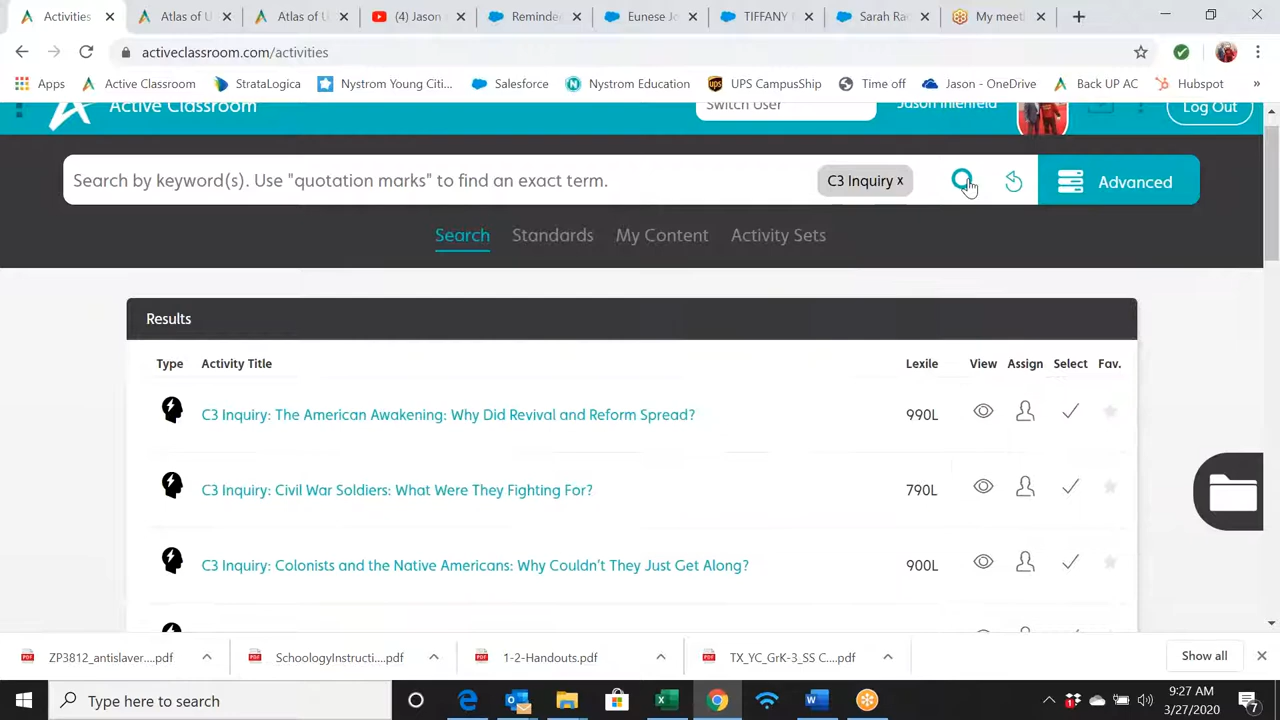 Activities
Atlas of U
Atlas of U
(4) Jason
Reminde
Eunese Jo
TIFFANY
Sarah Ra
My meet
activeclassroom.com/activities
Apps
Active Classroom
StrataLogica
Nystrom Young Citi...
Salesforce
Nystrom Education
UPS CampusShip
Time off
Jason - OneDrive
Back UP AC
Hubspot
»
Active Classroom
Switch User
Jason Ihlenfeld
Log Out
Search by keyword(s). Use "quotation marks" to find an exact term.
C3 Inquiry x
Advanced
Search
Standards
My Content
Activity Sets
Results
Type
Activity Title
Lexile
View
Assign
Select
Fav.
C3 Inquiry: The American Awakening: Why Did Revival and Reform Spread?
990L
C3 Inquiry: Civil War Soldiers: What Were They Fighting For?
790L
C3 Inquiry: Colonists and the Native Americans: Why Couldn't They Just Get Along?
900L
ZP3812_antislaver....pdf
SchoologyInstructi....pdf
1-2-Handouts.pdf
TX_YC_GrK-3_SS C....pdf
Show all
Type here to search
9:27 AM
3/27/2020
7